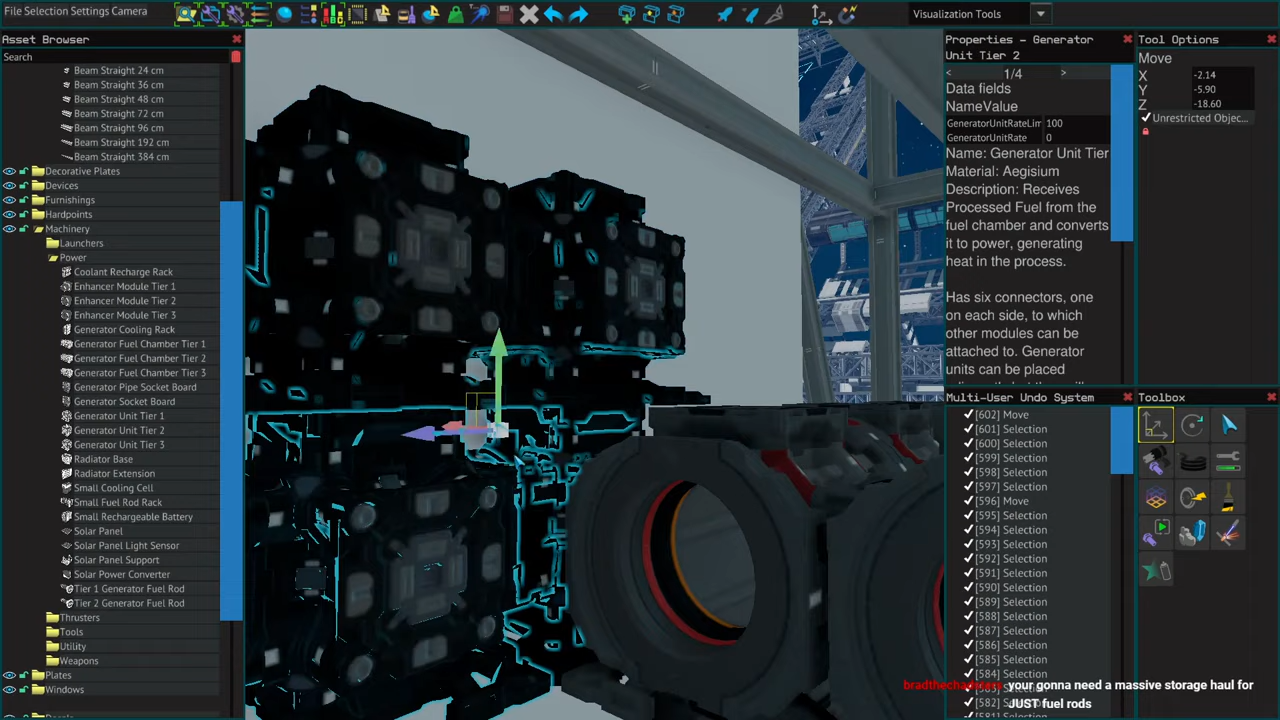 File Selection Settings Camera
Visualization Tools
Asset Browser
Search
Beam Straight 24 cm
Beam Straight 36 cm
Beam Straight 48 cm
Beam Straight 72 cm
Beam Straight 96 cm
Beam Straight 192 cm
Beam Straight 384 cm
Decorative Plates
Devices
Furnishings
Hardpoints
Machinery
Launchers
Power
Coolant Recharge Rack
Enhancer Module Tier 1
Enhancer Module Tier 2
Enhancer Module Tier 3
Generator Cooling Rack
Generator Fuel Chamber Tier 1
Generator Fuel Chamber Tier 2
Generator Fuel Chamber Tier 3
Generator Pipe Socket Board
Generator Socket Board
Generator Unit Tier 1
Generator Unit Tier 2
Generator Unit Tier 3
Radiator Base
Radiator Extension
Small Cooling Cell
Small Fuel Rod Rack
Small Rechargeable Battery
Solar Panel
Solar Panel Light Sensor
Solar Panel Support
Solar Power Converter
Tier 1 Generator Fuel Rod
Tier 2 Generator Fuel Rod
Thrusters
Tools
Utility
Weapons
Plates
Windows
Properties - Generator
Unit Tier 2
< 1/4 >
Data fields
NameValue
GeneratorUnitRateLim 100
GeneratorUnitRate 0
Name: Generator Unit Tier
Material: Aegisium
Description: Receives
Processed Fuel from the
fuel chamber and converts
it to power, generating
heat in the process.
Has six connectors, one
on each side, to which
other modules can be
attached to. Generator
units can be placed
Tool Options
Move
X -2.14
Y -5.90
Z -18.60
Unrestricted Objec...
Multi-User Undo System
[602] Move
[601] Selection
[600] Selection
[599] Selection
[598] Selection
[597] Selection
[596] Move
[595] Selection
[594] Selection
[593] Selection
[592] Selection
[591] Selection
[590] Selection
[589] Selection
[588] Selection
[587] Selection
[586] Selection
[585] Selection
[584] Selection
[582] Selection
Toolbox
your gonna need a massive storage haul for
JUST fuel rods